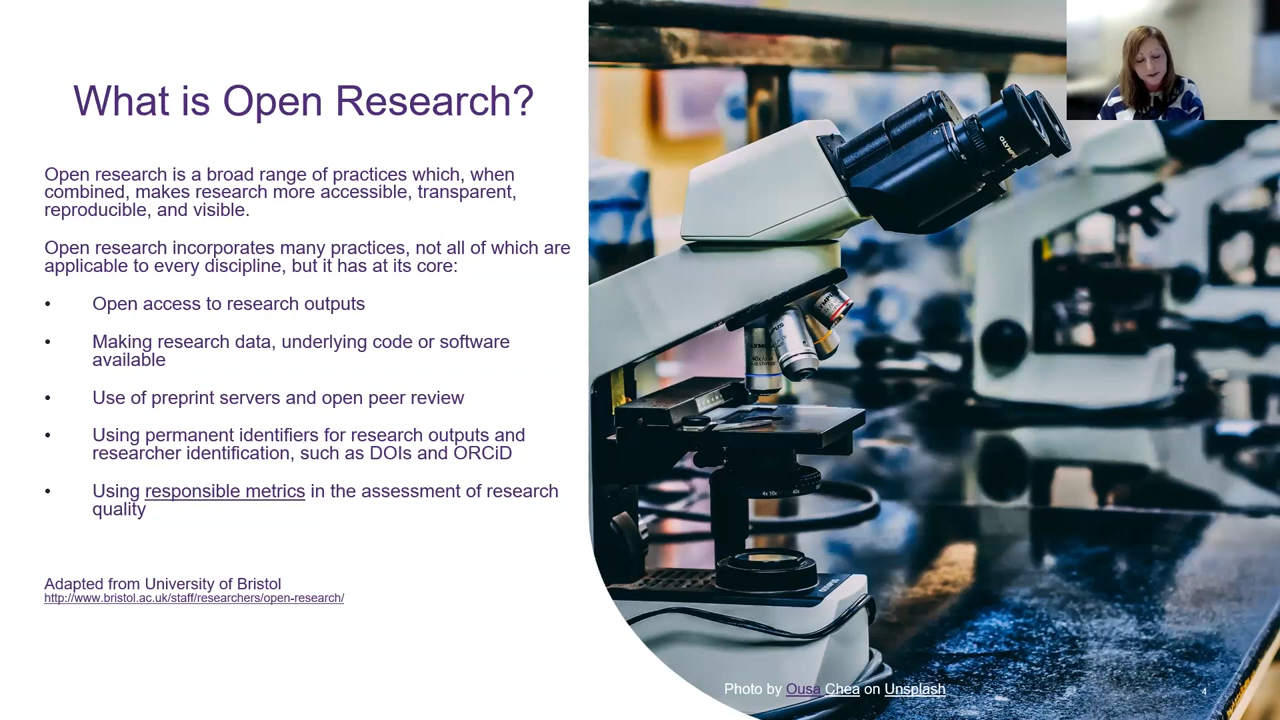 What is Open Research?
Open research is a broad range of practices which, when
combined, makes research more accessible, transparent,
reproducible, and visible.
Open research incorporates many practices, not all of which are
applicable to every discipline, but it has at its core:
• Open access to research outputs
• Making research data, underlying code or software
available
• Use of preprint servers and open peer review
• Using permanent identifiers for research outputs and
researcher identification, such as DOIs and ORCiD
• Using responsible metrics in the assessment of research
quality
Adapted from University of Bristol
http://www.bristol.ac.uk/staff/researchers/open-research/
OLYMPUS
4x 10x 40x
Photo by Ousa Chea on Unsplash
4